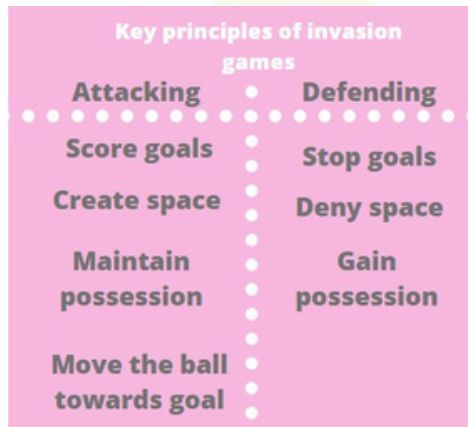 Key principles of invasion
games
Attacking
Defending
Score goals
Create space
Maintain
possession
Move the ball
towards goal
Stop goals
Deny space
Gain
possession